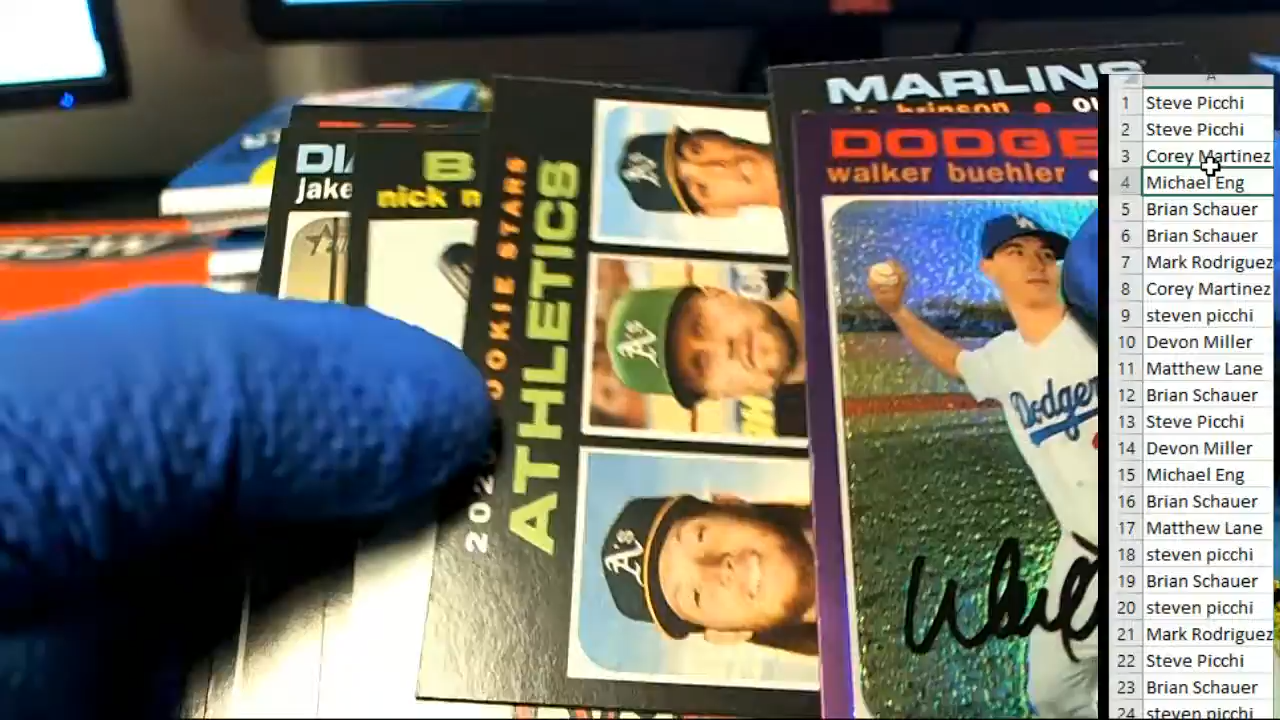 MARLINS
brinson • OU
DODGE
walker buehler •
DI
jake
B
nick m
ROOKIE STARS
ATHLETICS
A's
A's
A's
Dodgers
A
1 Steve Picchi
2 Steve Picchi
3 Corey Martinez
4 Michael Eng
5 Brian Schauer
6 Brian Schauer
7 Mark Rodriguez
8 Corey Martinez
9 steven picchi
10 Devon Miller
11 Matthew Lane
12 Brian Schauer
13 Steve Picchi
14 Devon Miller
15 Michael Eng
16 Brian Schauer
17 Matthew Lane
18 steven picchi
19 Brian Schauer
20 steven picchi
21 Mark Rodriguez
22 Steve Picchi
23 Brian Schauer
24 steven picchi